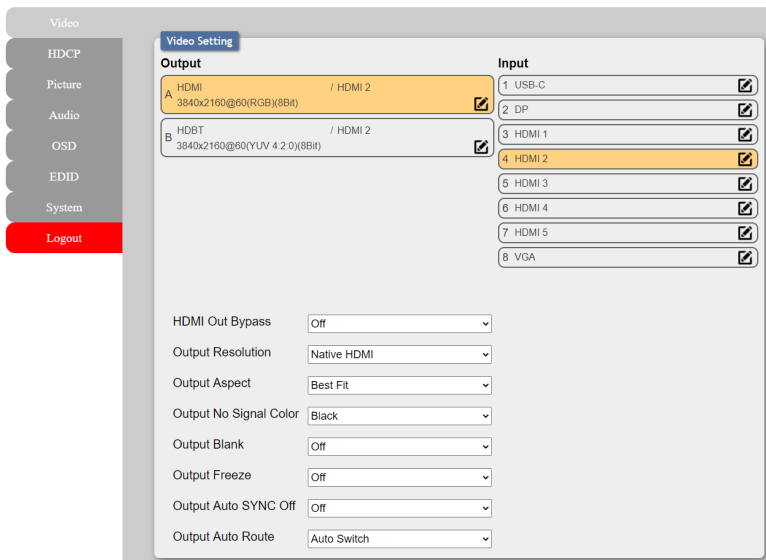 Video
HDCP
Picture
Audio
OSD
EDID
System
Logout
Video Setting
Output
A HDMI / HDMI 2
3840x2160@60(RGB)(8Bit)
B HDBT / HDMI 2
3840x2160@60(YUV 4:2:0)(8Bit)
Input
1 USB-C
2 DP
3 HDMI 1
4 HDMI 2
5 HDMI 3
6 HDMI 4
7 HDMI 5
8 VGA
HDMI Out Bypass Off
Output Resolution Native HDMI
Output Aspect Best Fit
Output No Signal Color Black
Output Blank Off
Output Freeze Off
Output Auto SYNC Off Off
Output Auto Route Auto Switch